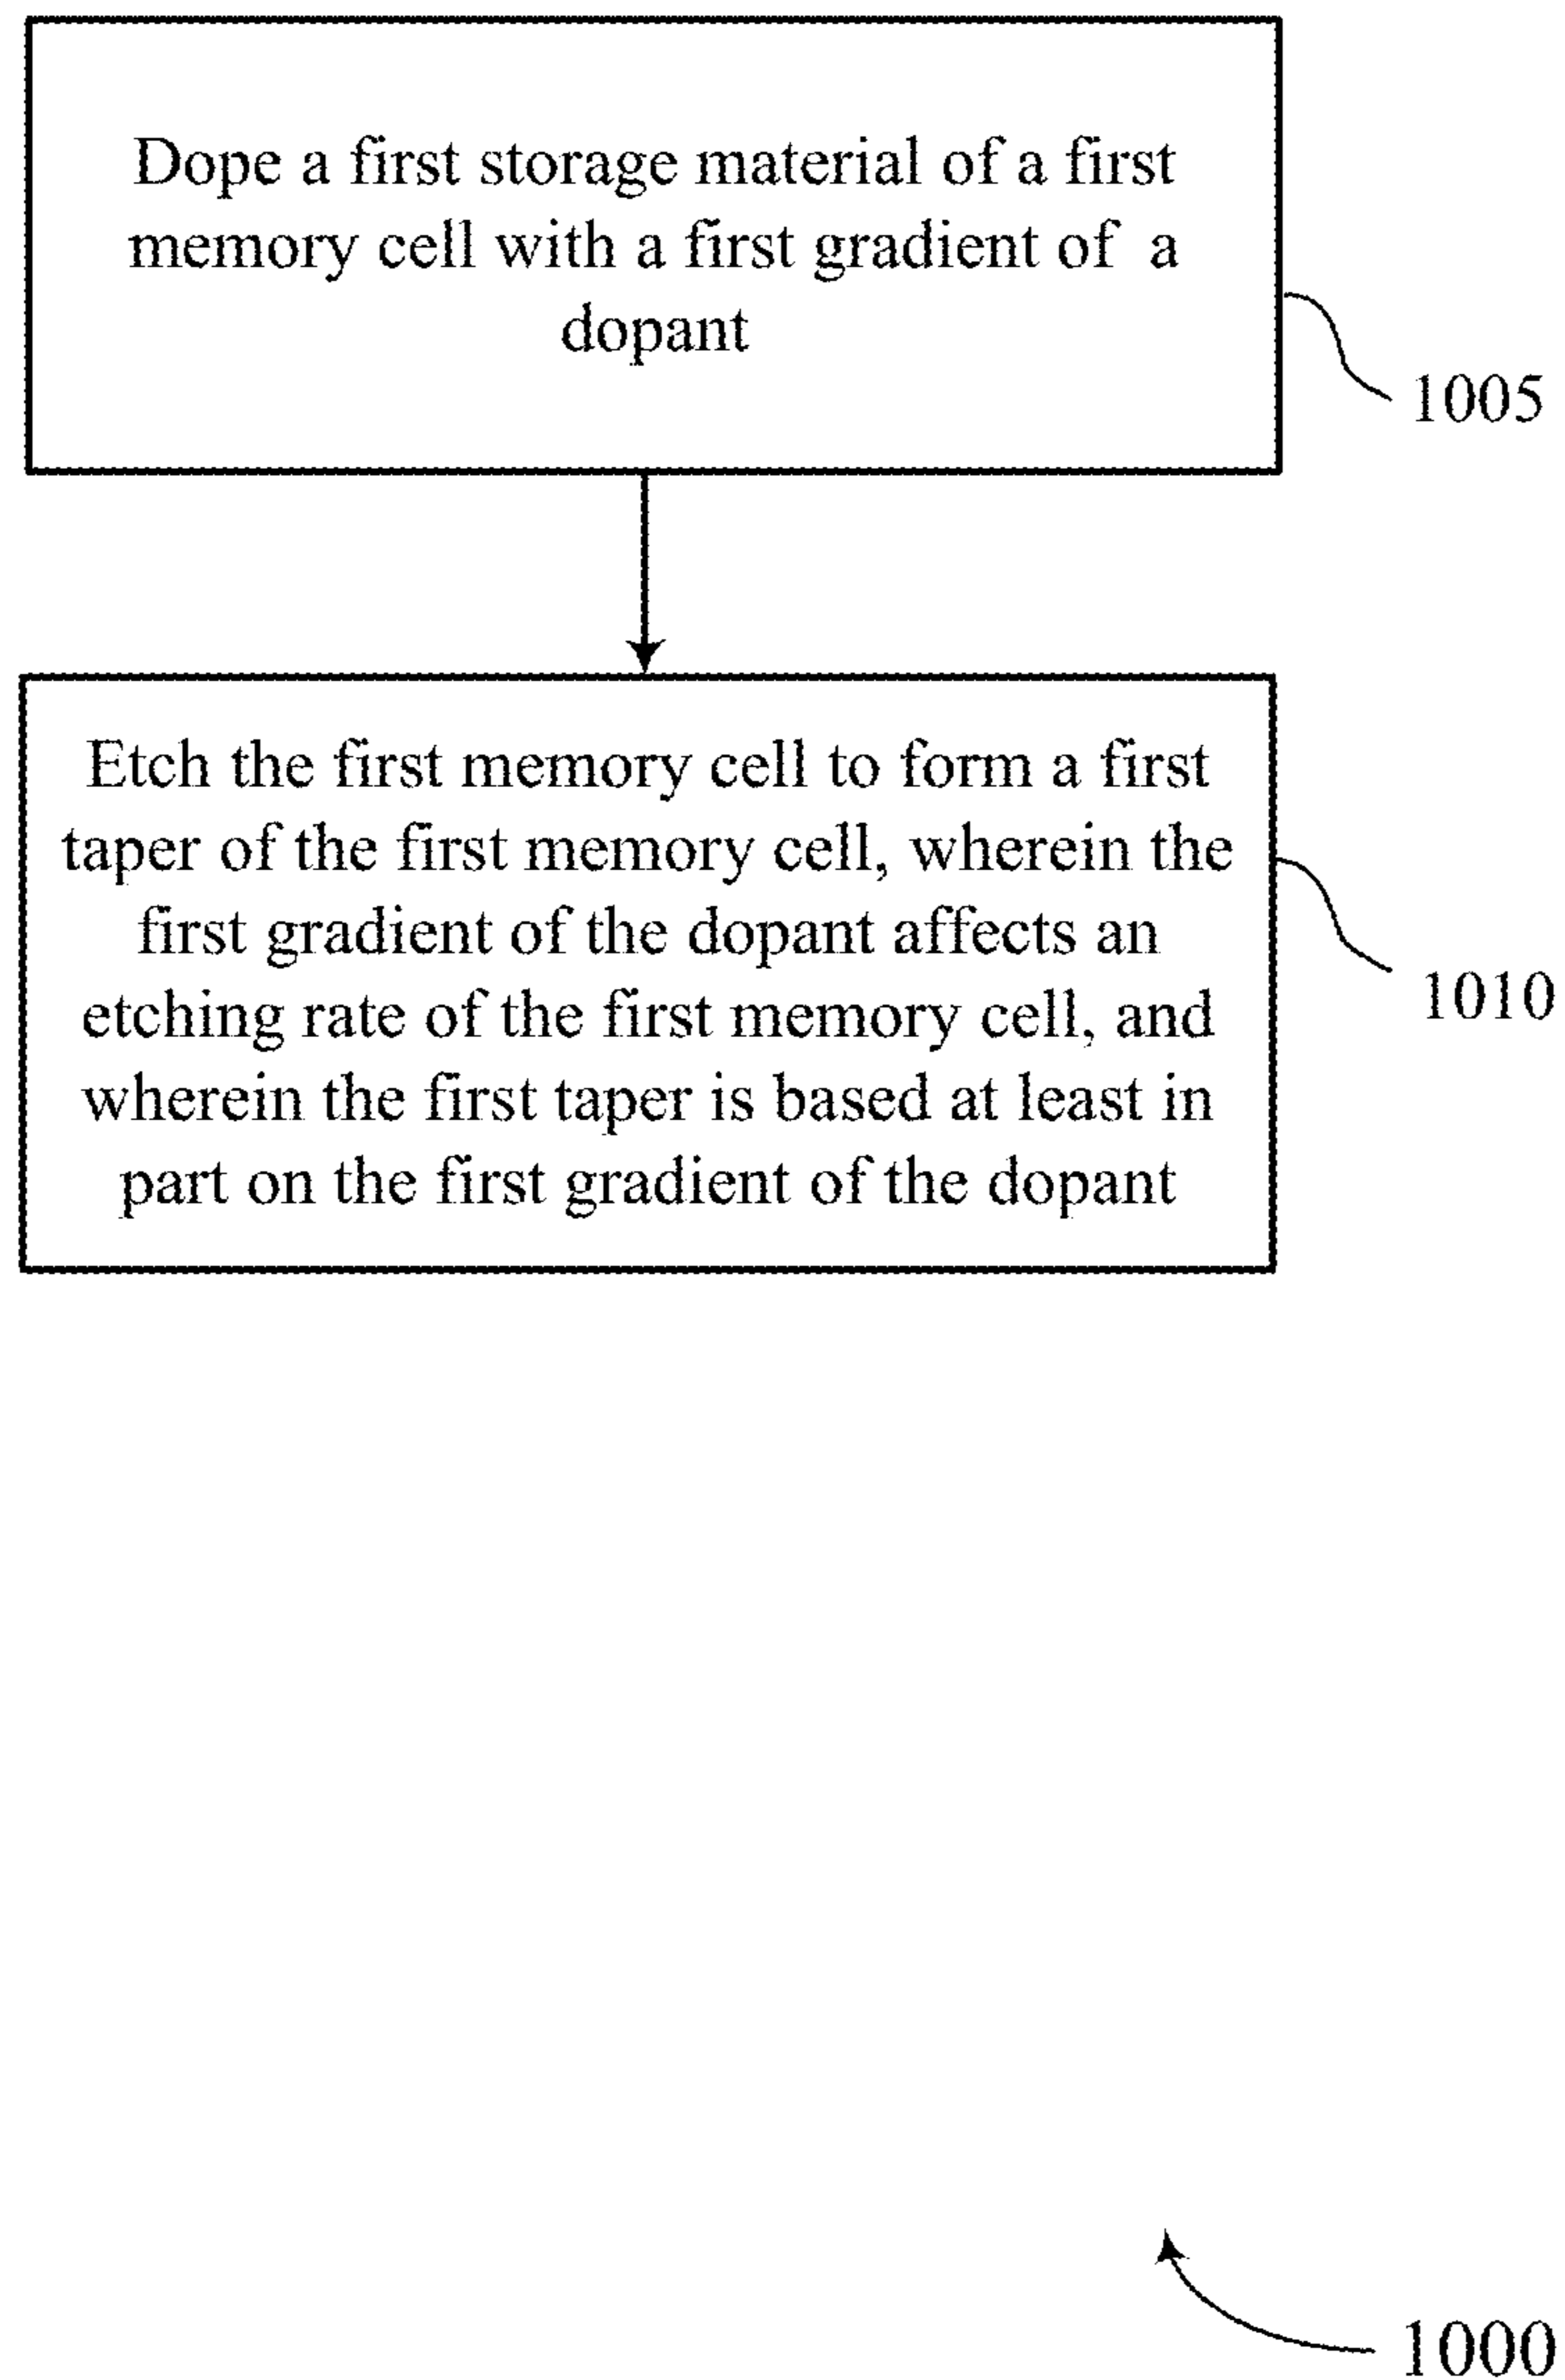 Dope a first storage material of a first
memory cell with a first gradient of a
dopant
1005
Etch the first memory cell to form a first
taper of the first memory cell, wherein the
first gradient of the dopant affects an
etching rate of the first memory cell, and
wherein the first taper is based at least in
part on the first gradient of the dopant
1010
1000